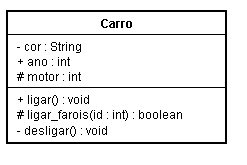 Carro
- cor : String
+ ano : int
# motor : int
+ ligar() : void
# ligar_farois(id : int) : boolean
- desligar() : void